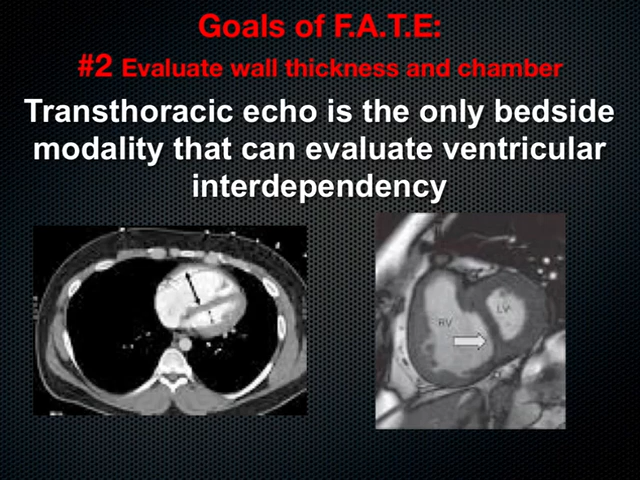 Goals of F.A.T.E:
#2 Evaluate wall thickness and chamber
Transthoracic echo is the only bedside
modality that can evaluate ventricular
interdependency
RV
LV